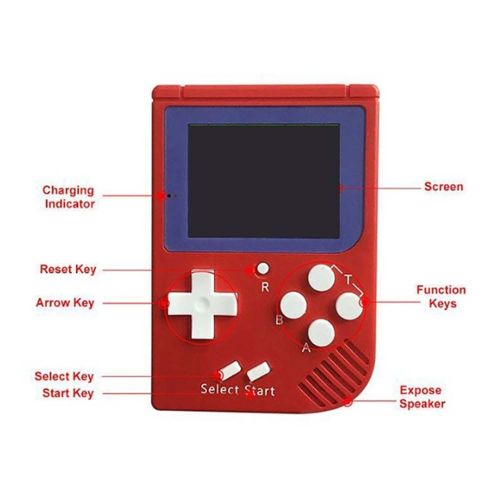 Charging
Indicator
Screen
Reset Key
R
T
Arrow Key
Function
Keys
B
A
Select Key
Start Key
Select Start
Expose
Speaker